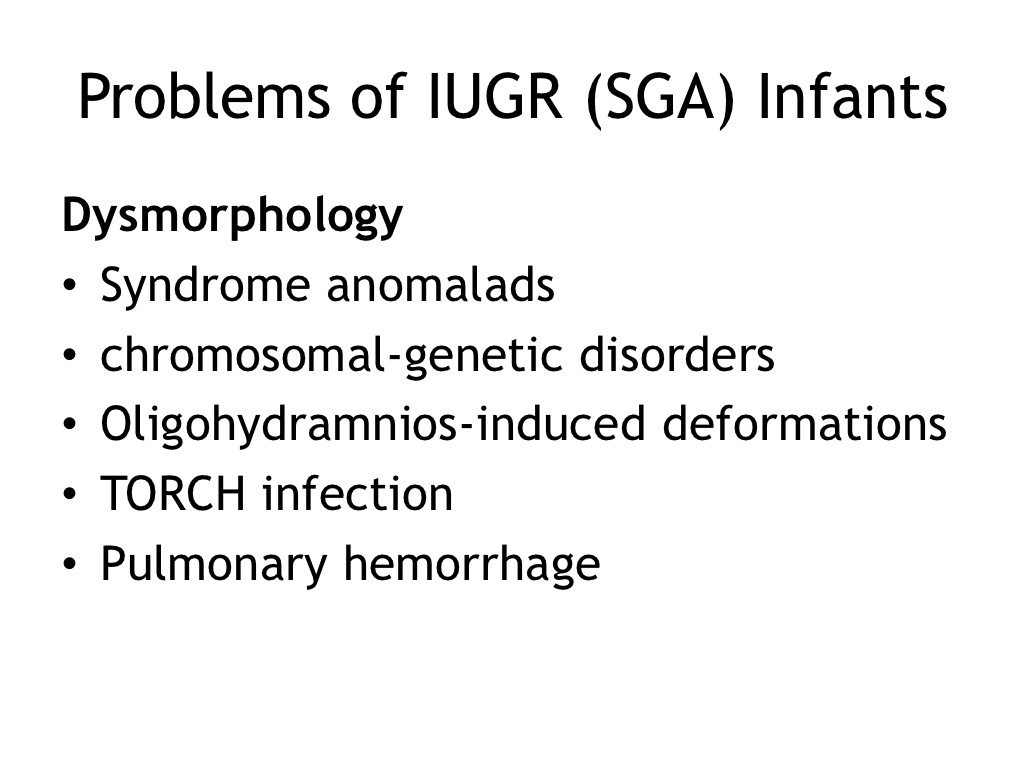 Problems of IUGR (SGA) Infants
Dysmorphology
• Syndrome anomalads
• chromosomal-genetic disorders
• Oligohydramnios-induced deformations
• TORCH infection
• Pulmonary hemorrhage